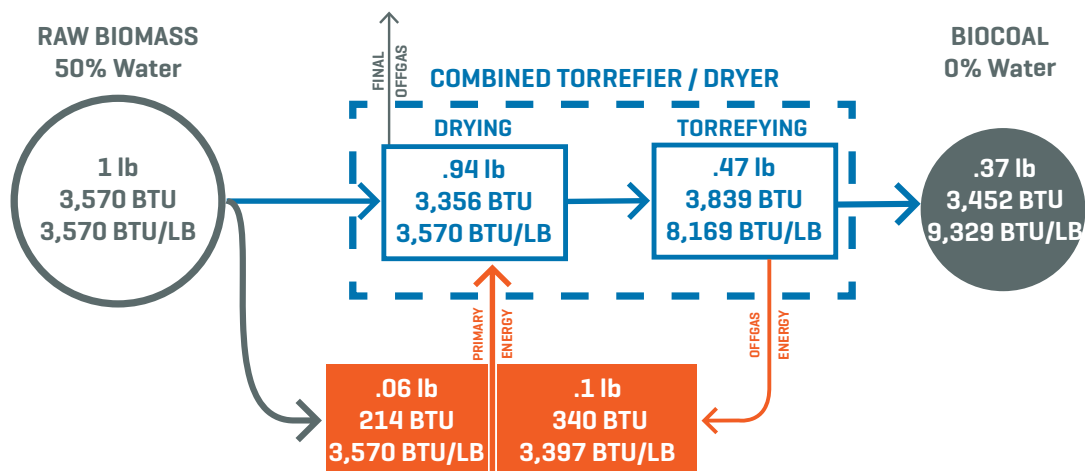 RAW BIOMASS
50% Water
1 lb
3,570 BTU
3,570 BTU/LB
FINAL
OFFGAS
COMBINED TORREFIER / DRYER
DRYING
.94 lb
3,356 BTU
3,570 BTU/LB
TORREFYING
.47 lb
3,839 BTU
8,169 BTU/LB
BIOCOAL
0% Water
.37 lb
3,452 BTU
9,329 BTU/LB
PRIMARY
ENERGY
OFFGAS
ENERGY
.06 lb
214 BTU
3,570 BTU/LB
.1 lb
340 BTU
3,397 BTU/LB